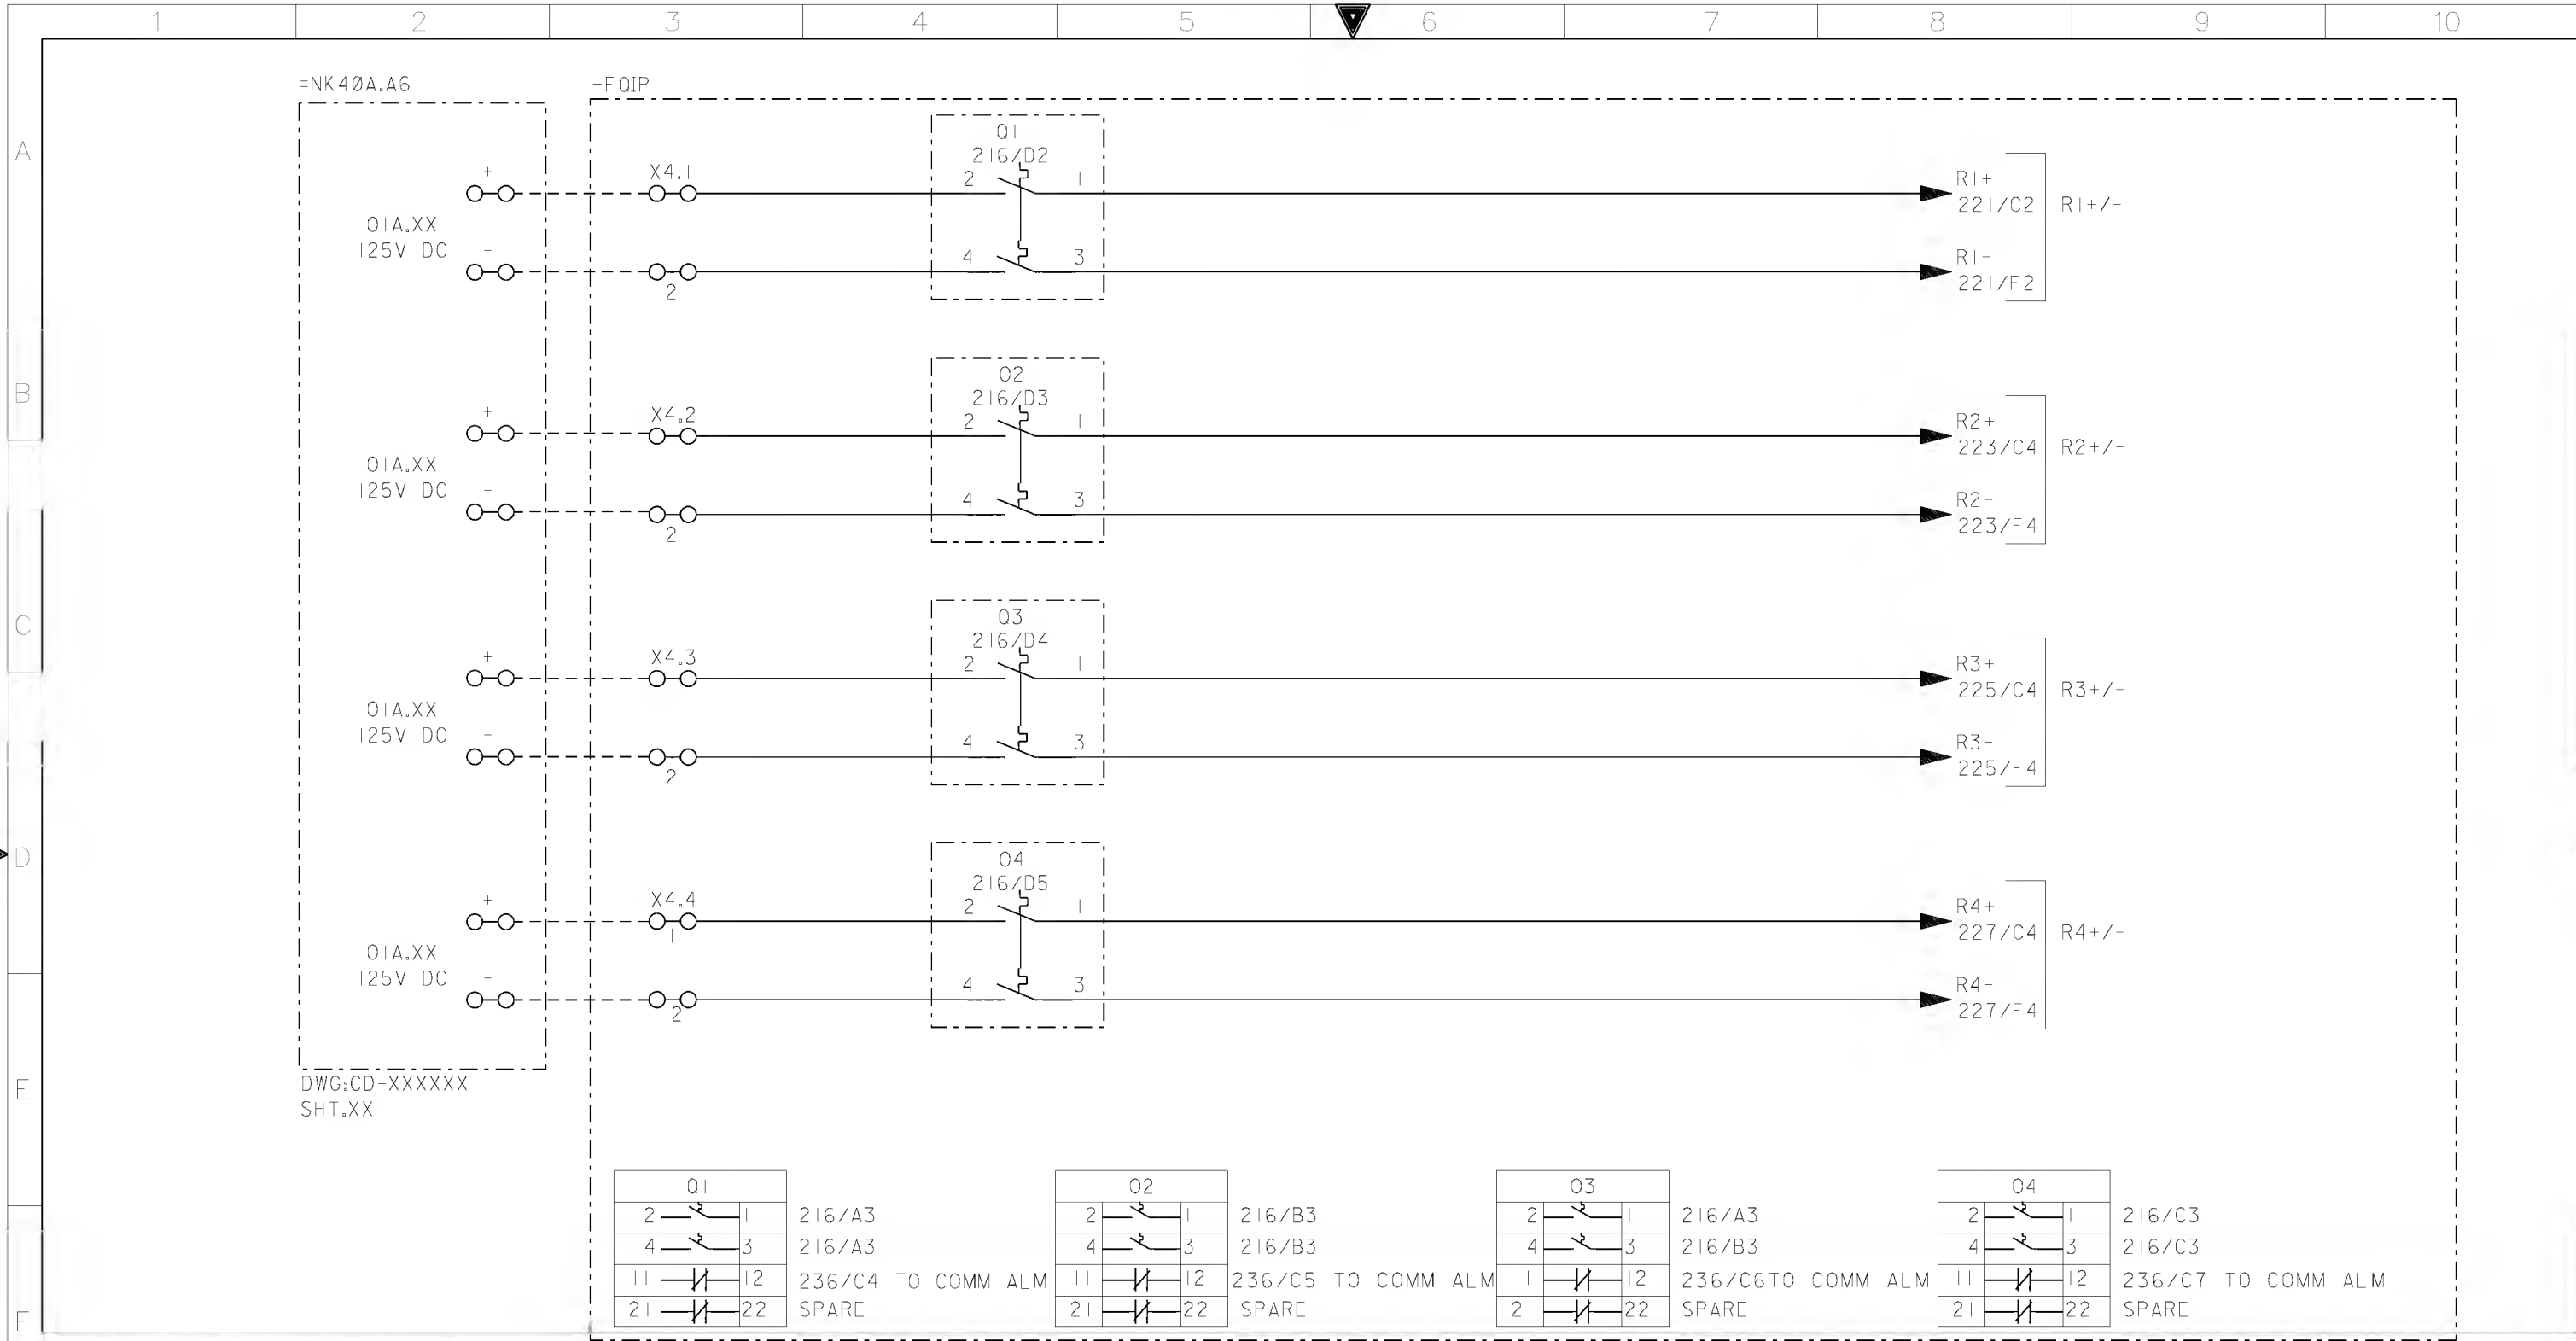 1 2 3 4 5 6 7 8 9 10
A
B
C
D
E
F
=NK40A.A6
+FQIP
+
01A.XX
125V DC
-
X4.1
1
2
Q1
216/D2
2 1
4 3
R1+
221/C2
R1+/-
R1-
221/F2
+
01A.XX
125V DC
-
X4.2
1
2
Q2
216/D3
2 1
4 3
R2+
223/C4
R2+/-
R2-
223/F4
+
01A.XX
125V DC
-
X4.3
1
2
Q3
216/D4
2 1
4 3
R3+
225/C4
R3+/-
R3-
225/F4
+
01A.XX
125V DC
-
X4.4
1
2
Q4
216/D5
2 1
4 3
R4+
227/C4
R4+/-
R4-
227/F4
DWG:CD-XXXXXX
SHT.XX
Q1
2 1 216/A3
4 3 216/A3
11 12 236/C4 TO COMM ALM
21 22 SPARE
Q2
2 1 216/B3
4 3 216/B3
11 12 236/C5 TO COMM ALM
21 22 SPARE
Q3
2 1 216/A3
4 3 216/B3
11 12 236/C6TO COMM ALM
21 22 SPARE
Q4
2 1 216/C3
4 3 216/C3
11 12 236/C7 TO COMM ALM
21 22 SPARE